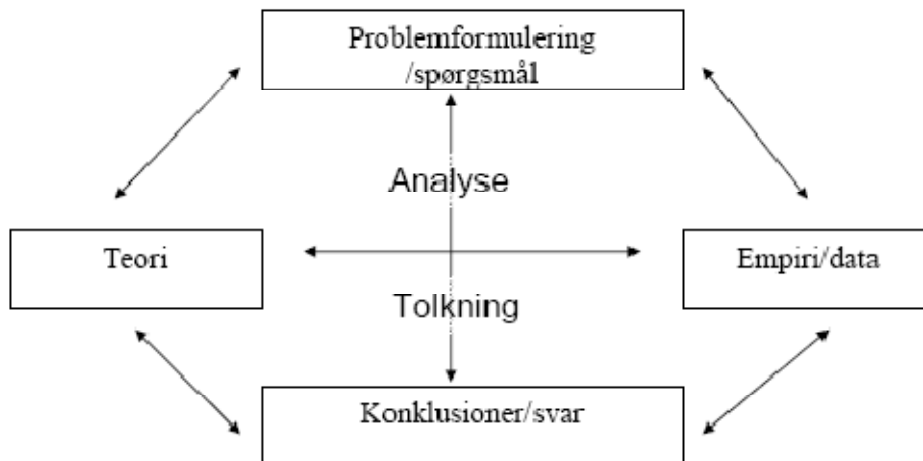 Problemformulering
/spørgsmål
Analyse
Teori
Empiri/data
Tolkning
Konklusioner/svar